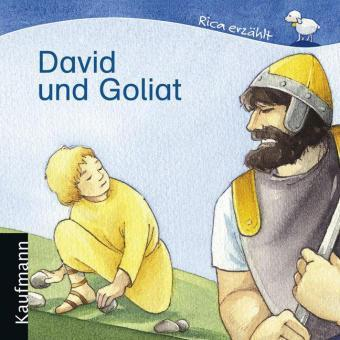 Rica erzählt
David
und Goliat
Kaufmann